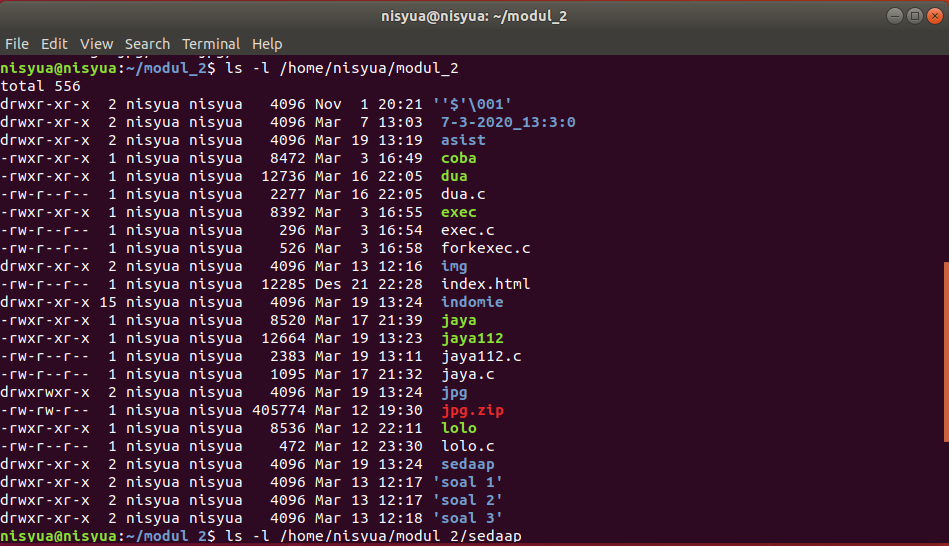 nisyua@nisyua: ~/modul_2
File Edit View Search Terminal Help
nisyua@nisyua:~/modul_2$ ls -l /home/nisyua/modul_2
total 556
drwxr-xr-x  2 nisyua nisyua   4096 Nov  1 20:21 ''$'\001'
drwxr-xr-x  2 nisyua nisyua   4096 Mar  7 13:03  7-3-2020_13:3:0
drwxr-xr-x  2 nisyua nisyua   4096 Mar 19 13:19  asist
-rwxr-xr-x  1 nisyua nisyua   8472 Mar  3 16:49  coba
-rwxr-xr-x  1 nisyua nisyua  12736 Mar 16 22:05  dua
-rw-r--r--  1 nisyua nisyua   2277 Mar 16 22:05  dua.c
-rwxr-xr-x  1 nisyua nisyua   8392 Mar  3 16:55  exec
-rw-r--r--  1 nisyua nisyua    296 Mar  3 16:54  exec.c
-rw-r--r--  1 nisyua nisyua    526 Mar  3 16:58  forkexec.c
drwxr-xr-x  2 nisyua nisyua   4096 Mar 13 12:16  img
-rw-r--r--  1 nisyua nisyua  12285 Des 21 22:28  index.html
drwxr-xr-x 15 nisyua nisyua   4096 Mar 19 13:24  indomie
-rwxr-xr-x  1 nisyua nisyua   8520 Mar 17 21:39  jaya
-rwxr-xr-x  1 nisyua nisyua  12664 Mar 19 13:23  jaya112
-rw-r--r--  1 nisyua nisyua   2383 Mar 19 13:11  jaya112.c
-rw-r--r--  1 nisyua nisyua   1095 Mar 17 21:32  jaya.c
drwxrwxr-x  2 nisyua nisyua   4096 Mar 19 13:24  jpg
-rw-rw-r--  1 nisyua nisyua 405774 Mar 12 19:30  jpg.zip
-rwxr-xr-x  1 nisyua nisyua   8536 Mar 12 22:11  lolo
-rw-r--r--  1 nisyua nisyua    472 Mar 12 23:30  lolo.c
drwxr-xr-x  2 nisyua nisyua   4096 Mar 19 13:24  sedaap
drwxr-xr-x  2 nisyua nisyua   4096 Mar 13 12:17 'soal 1'
drwxr-xr-x  2 nisyua nisyua   4096 Mar 13 12:17 'soal 2'
drwxr-xr-x  2 nisyua nisyua   4096 Mar 13 12:18 'soal 3'
nisyua@nisyua:~/modul_2$ ls -l /home/nisyua/modul_2/sedaap